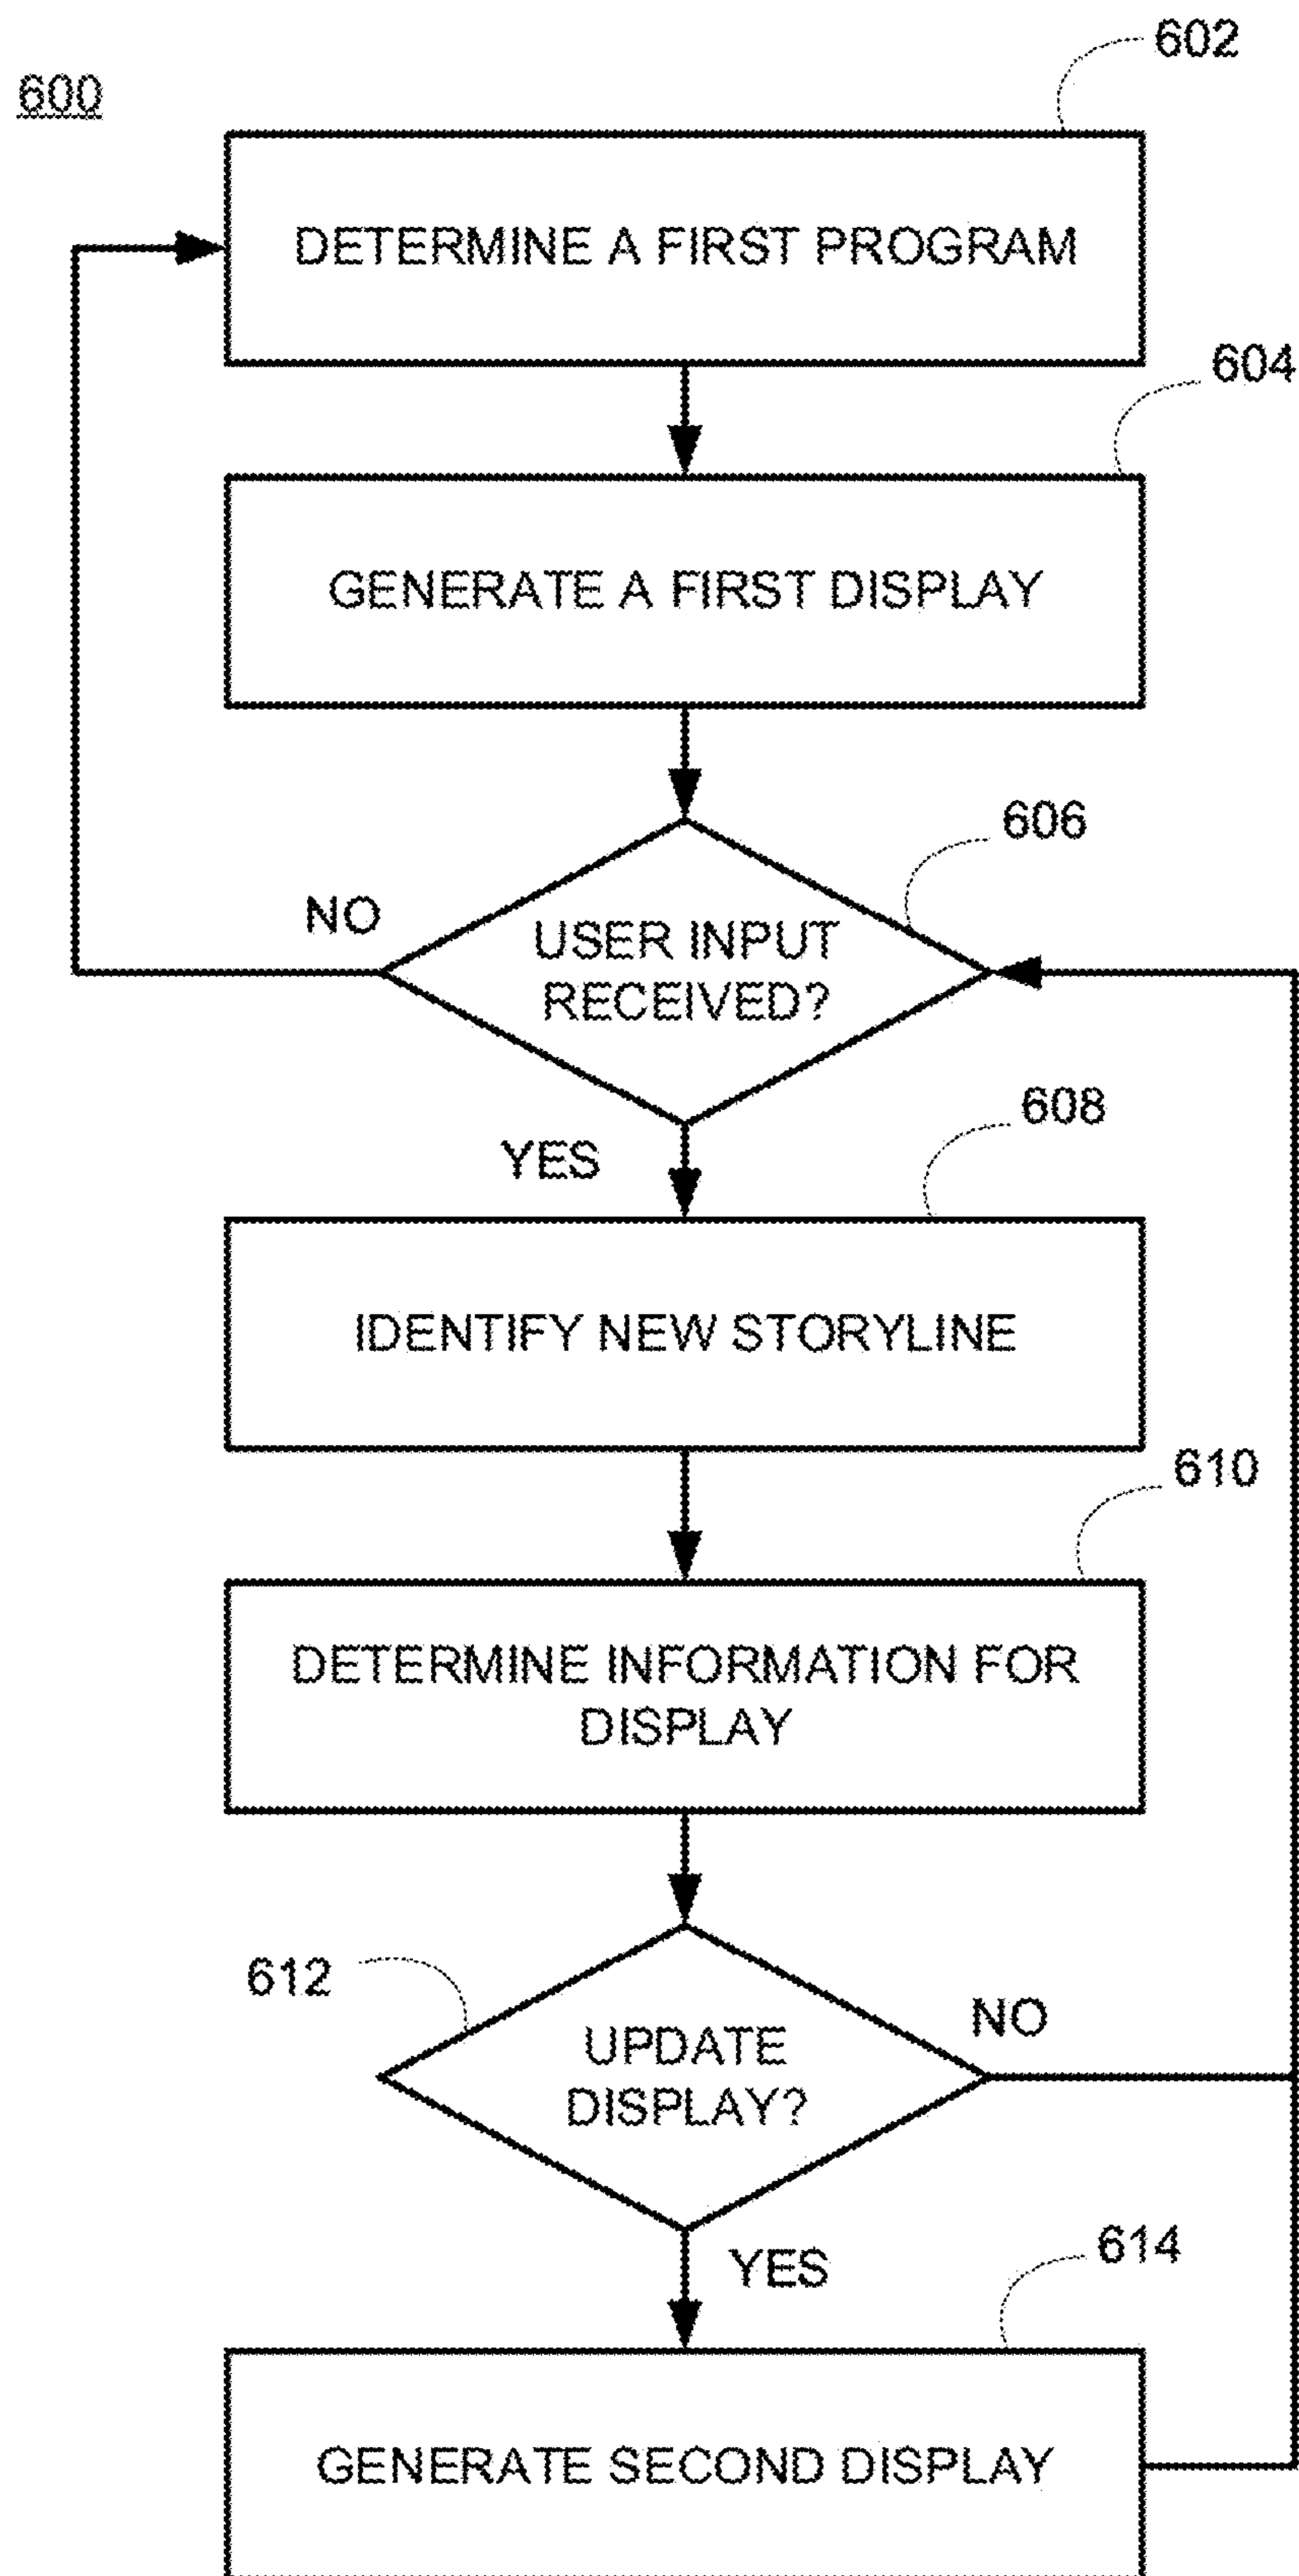 602
600
DETERMINE A FIRST PROGRAM
604
GENERATE A FIRST DISPLAY
606
NO
USER INPUT
RECEIVED?
608
YES
IDENTIFY NEW STORYLINE
610
DETERMINE INFORMATION FOR
DISPLAY
612
NO
UPDATE
DISPLAY?
YES
614
GENERATE SECOND DISPLAY